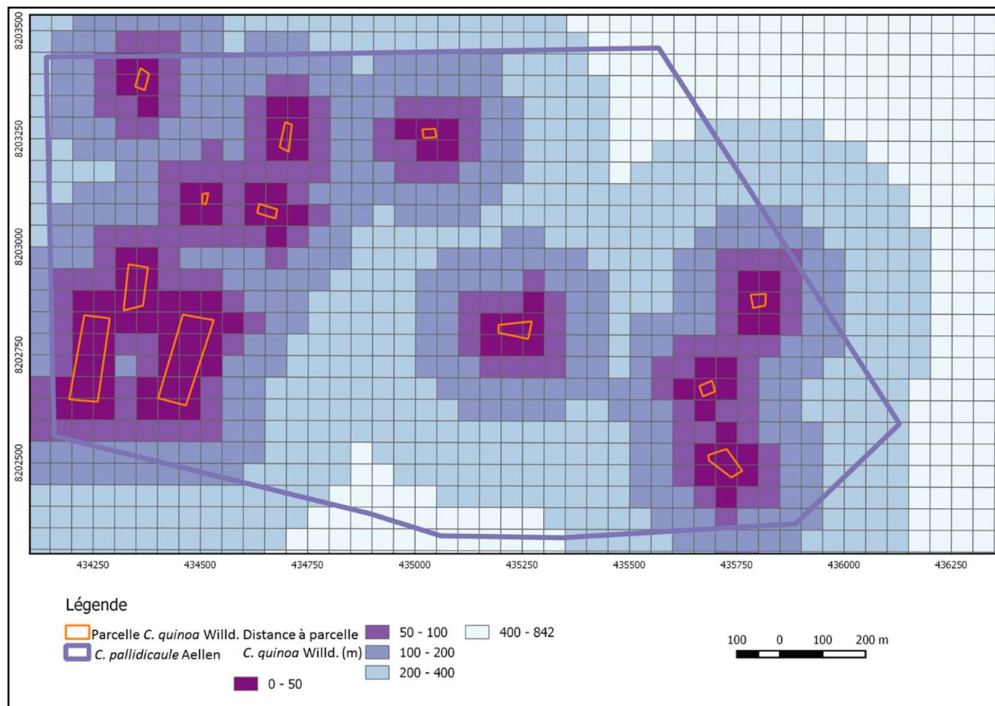 8203500
8203250
8203000
8202750
8202500
434250 434500 434750 435000 435250 435500 435750 436000 436250
Légende
Parcelle C. quinoa Willd. Distance à parcelle 50 - 100 400 - 842
C. pallidicaule Aellen C. quinoa Willd. (m) 100 - 200
200 - 400
0 - 50
100 0 100 200 m